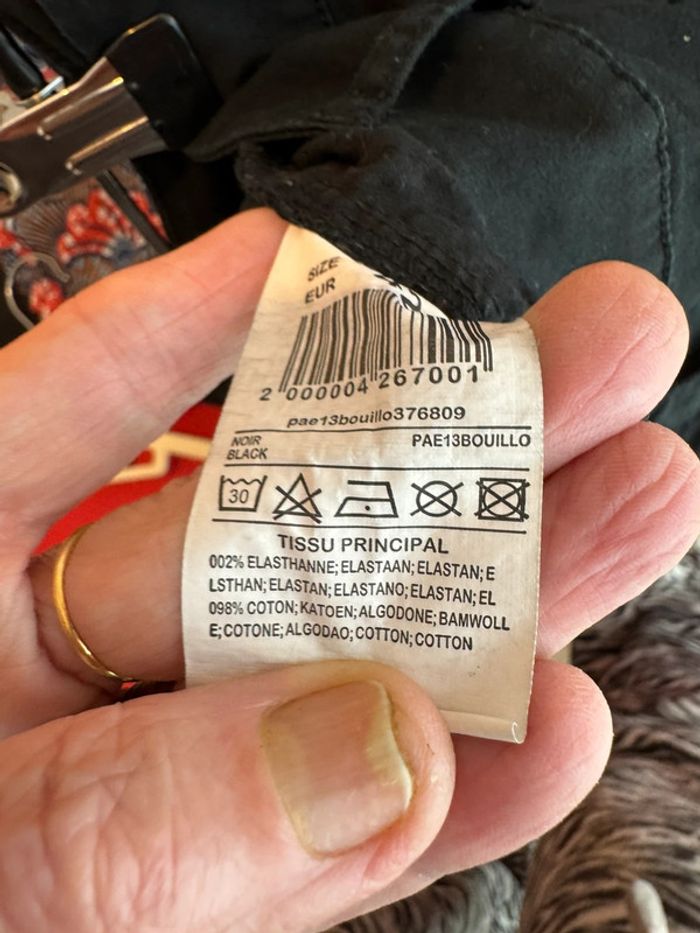 SIZE
EUR
2 000004 267001
pae13bouillo376809
NOIR PAE13BOUILLO
BLACK
30
TISSU PRINCIPAL
002% ELASTHANNE; ELASTAAN; ELASTAN; E
LSTHAN; ELASTAN; ELASTANO; ELASTAN; EL
098% COTON; KATOEN; ALGODONE; BAMWOLL
E; COTONE; ALGODAO; COTTON; COTTON